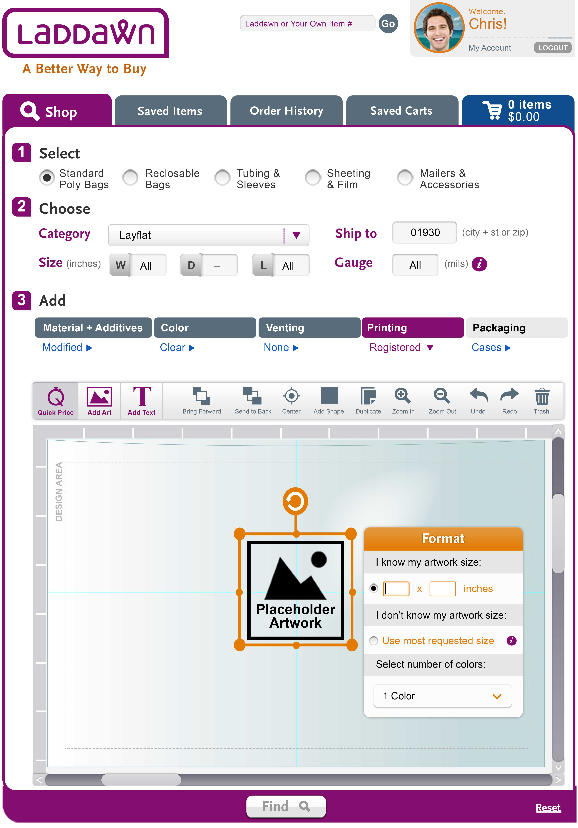 LADDAWN
A Better Way to Buy
Laddawn or Your Own Item #
Go
Welcome,
Chris!
My Account
LOGOUT
Shop
Saved Items
Order History
Saved Carts
0 items
$0.00
1 Select
Standard
Poly Bags
Reclosable
Bags
Tubing &
Sleeves
Sheeting
& Film
Mailers &
Accessories
2 Choose
Category
Layflat
Ship to
01930
(city + st or zip)
Size (inches)
W All
D –
L All
Gauge
All
(mils)
i
3 Add
Material + Additives
Color
Venting
Printing
Packaging
Modified
Clear
None
Registered
Cases
Quick Price
Add Art
Add Text
Bring Forward
Send to Back
Center
Add Shape
Duplicate
Zoom In
Zoom Out
Undo
Redo
Trash
DESIGN AREA
Placeholder
Artwork
Format
I know my artwork size:
x
inches
I don't know my artwork size:
Use most requested size
i
Select number of colors:
1 Color
Find
Reset